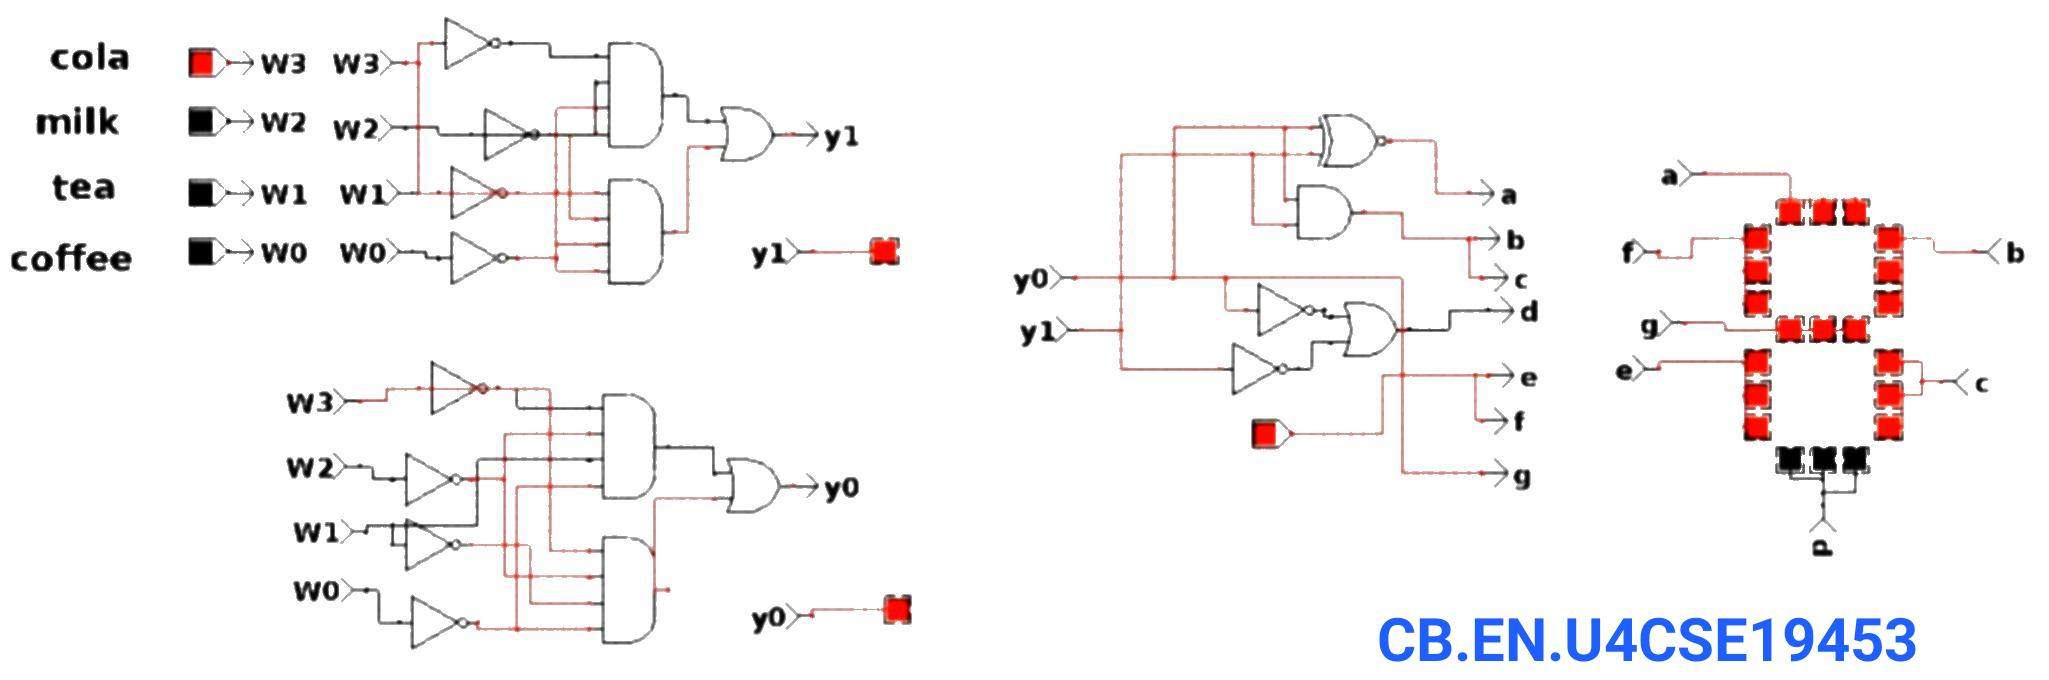 cola W3 W3
milk W2 W2
tea W1 W1
coffee W0 W0
y1
y1
W3
W2
W1
W0
y0
y0
y0
y1
a
b
c
d
e
f
g
a
f
b
g
e
c
d
CB.EN.U4CSE19453